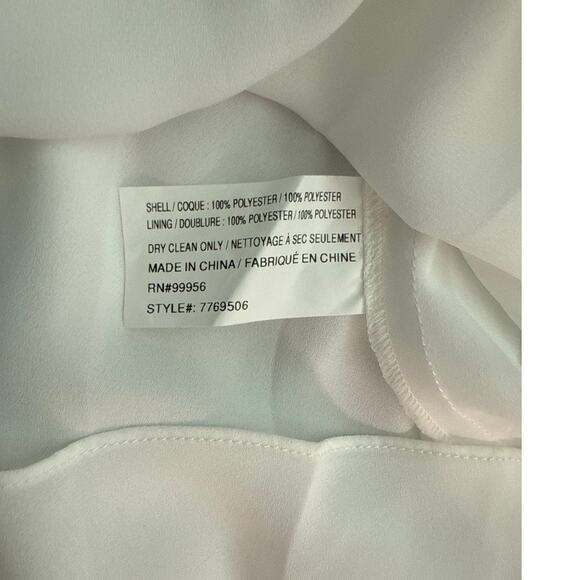 SHELL / COQUE : 100% POLYESTER / 100% POLYESTER
LINING / DOUBLURE : 100% POLYESTER / 100% POLYESTER
DRY CLEAN ONLY / NETTOYAGE À SEC SEULEMENT
MADE IN CHINA / FABRIQUÉ EN CHINE
RN#99956
STYLE#: 7769506